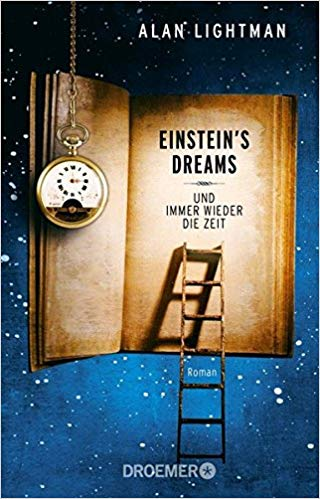 ALAN LIGHTMAN
EINSTEIN'S
DREAMS
UND
IMMER WIEDER
DIE ZEIT
Roman
DROEMER